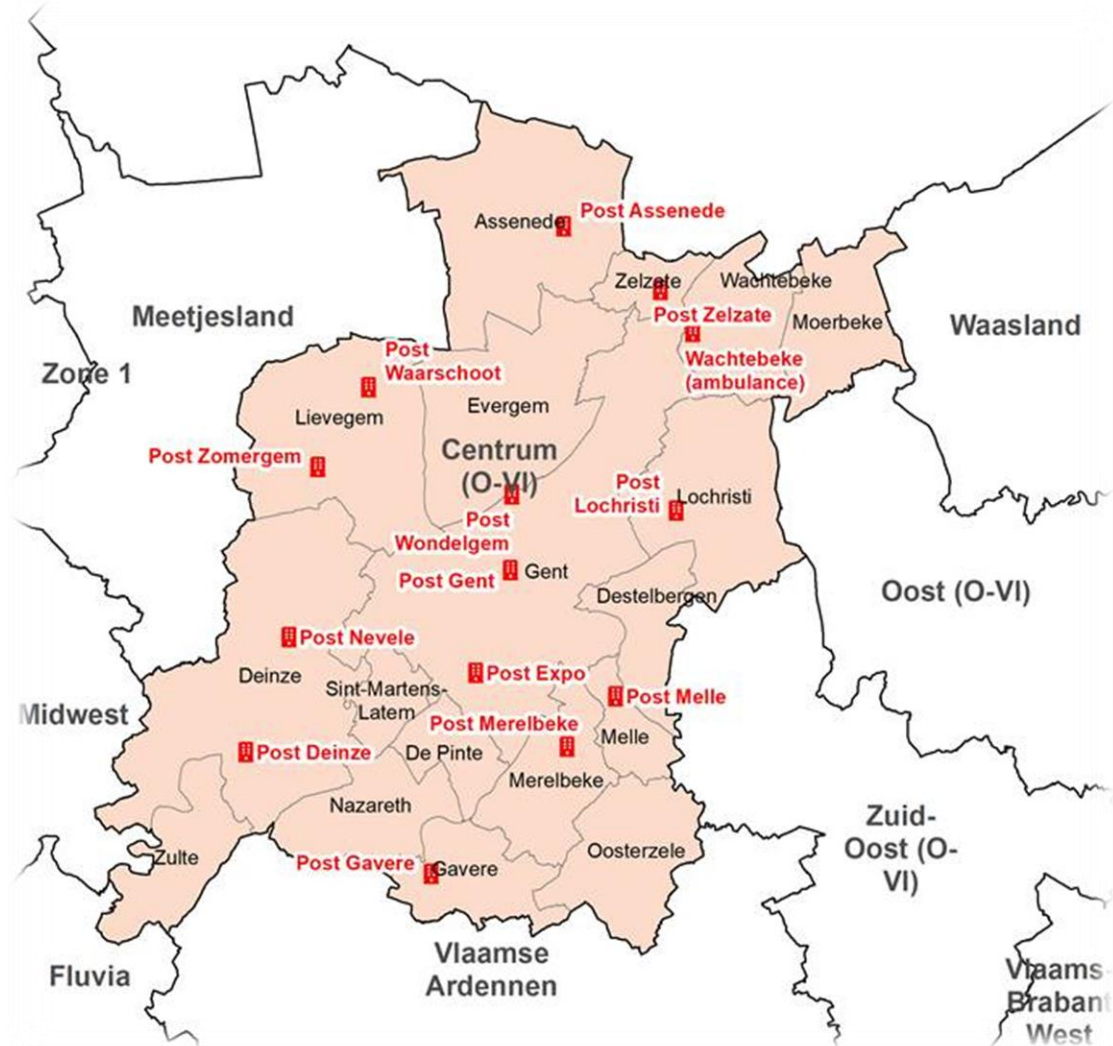 Post Assenede
Assenede
Zelzate
Wachtebeke
Meetjesland
Post Zelzate
Moerbeke
Waasland
Post
Waarschoot
Wachtebeke
(ambulance)
Zone 1
Lievegem
Evergem
Centrum
(O-Vl)
Post Zomergem
Post
Lochristi
Lochristi
Post
Wondelgem
Post Gent
Gent
Destelbergen
Oost (O-Vl)
Post Nevele
Deinze
Post Expo
Sint-Martens-
Latem
Post Melle
Midwest
Post Merelbeke
Melle
Post Deinze
De Pinte
Merelbeke
Nazareth
Zuid-
Oost (O-
Vl)
Zulte
Post Gavere
Gavere
Oosterzele
Vlaamse
Ardennen
Fluvia
Vlaams-
Brabant
West